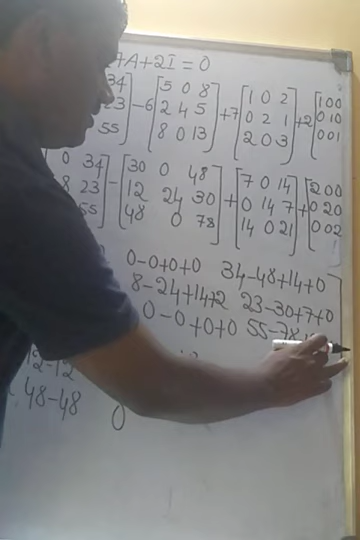 7A+2I = 0
34 5 0 8 1 0 2 1 0 0
23 -6 2 4 5 +7 0 2 1 +2 0 1 0
55 8 0 13 2 0 3 0 0 1
0 34 30 0 48 7 0 14 2 0 0
8 23 - 12 24 30 + 0 14 7 + 0 2 0
55 48 0 78 14 0 21 0 0 2
0-0+0+0 34-48+14+0
8-24+14+2 23-30+7+0
0-0+0+0 55-78+
12-12
48-48 0